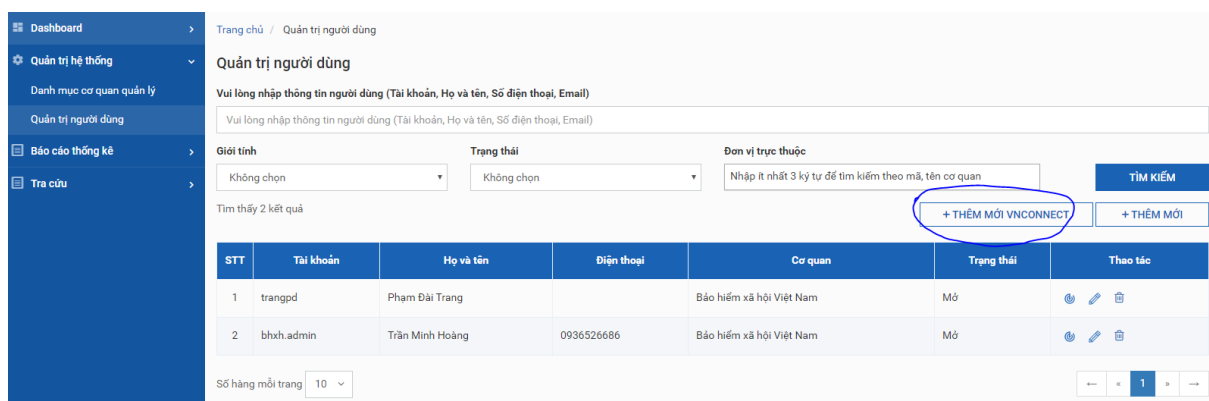 Dashboard
Quản trị hệ thống
Danh mục cơ quan quản lý
Quản trị người dùng
Báo cáo thống kê
Tra cứu
Trang chủ / Quản trị người dùng
Quản trị người dùng
Vui lòng nhập thông tin người dùng (Tài khoản, Họ và tên, Số điện thoại, Email)
Vui lòng nhập thông tin người dùng (Tài khoản, Họ và tên, Số điện thoại, Email)
Giới tính Trạng thái Đơn vị trực thuộc
Không chọn Không chọn Nhập ít nhất 3 ký tự để tìm kiếm theo mã, tên cơ quan TÌM KIẾM
Tìm thấy 2 kết quả + THÊM MỚI VNCONNECT + THÊM MỚI
STT Tài khoản Họ và tên Điện thoại Cơ quan Trạng thái Thao tác
1 trangpd Phạm Đài Trang Bảo hiểm xã hội Việt Nam Mở
2 bhxh.admin Trần Minh Hoàng 0936526686 Bảo hiểm xã hội Việt Nam Mở
Số hàng mỗi trang 10 ← « 1 » →